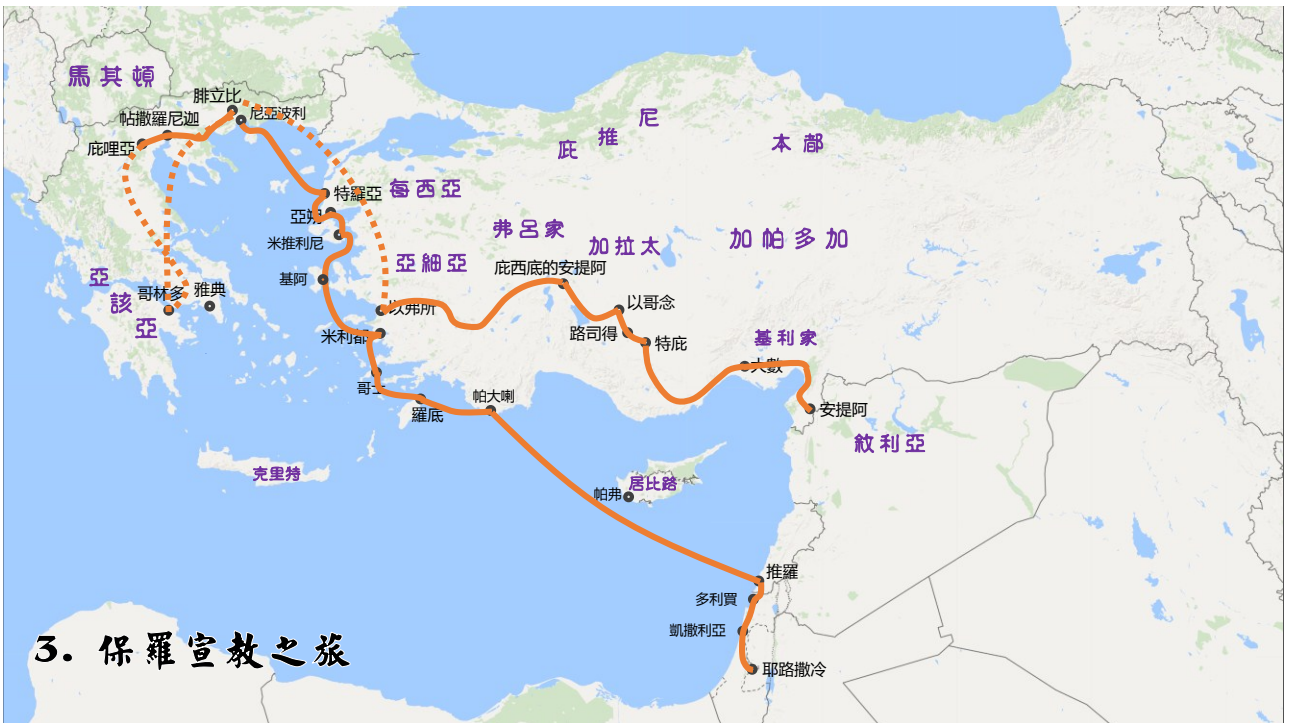 馬其頓
腓立比
尼亞波利
帖撒羅尼迦
庇哩亞
庇推尼
本都
特羅亞
每西亞
亞朔
米推利尼
弗呂家
加拉太
加帕多加
亞細亞
庇西底的安提阿
基阿
亞該亞
哥林多
雅典
以弗所
以哥念
米利都
路司得
特庇
基利家
大數
哥士
羅底
帕大喇
安提阿
敘利亞
克里特
帕弗
居比路
推羅
多利買
凱撒利亞
3. 保羅宣教之旅
耶路撒冷